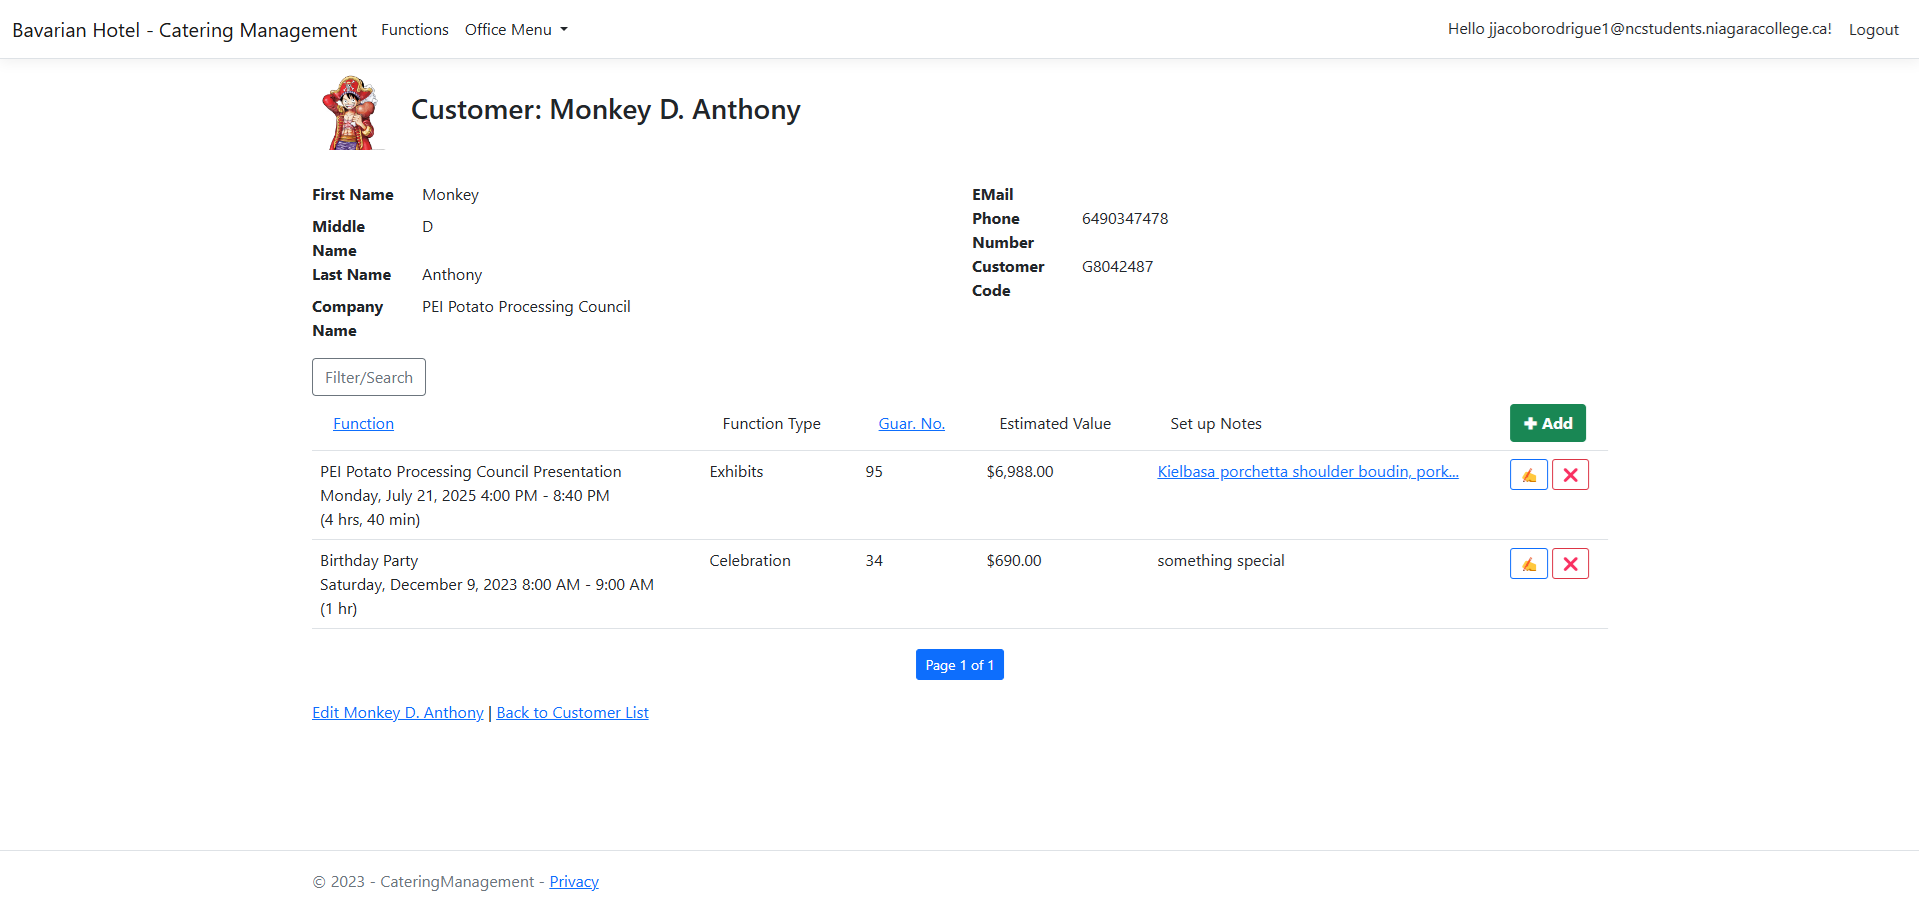 Bavarian Hotel - Catering Management Functions Office Menu Hello jjacoborodrigue1@ncstudents.niagaracollege.ca! Logout
Customer: Monkey D. Anthony
First Name Monkey
Middle Name D
Last Name Anthony
Company Name PEI Potato Processing Council
EMail
Phone Number 6490347478
Customer Code G8042487
Filter/Search
Function Function Type Guar. No. Estimated Value Set up Notes Add
PEI Potato Processing Council Presentation Exhibits 95 $6,988.00 Kielbasa porchetta shoulder boudin, pork...
Monday, July 21, 2025 4:00 PM - 8:40 PM
(4 hrs, 40 min)
Birthday Party Celebration 34 $690.00 something special
Saturday, December 9, 2023 8:00 AM - 9:00 AM
(1 hr)
Page 1 of 1
Edit Monkey D. Anthony | Back to Customer List
© 2023 - CateringManagement - Privacy